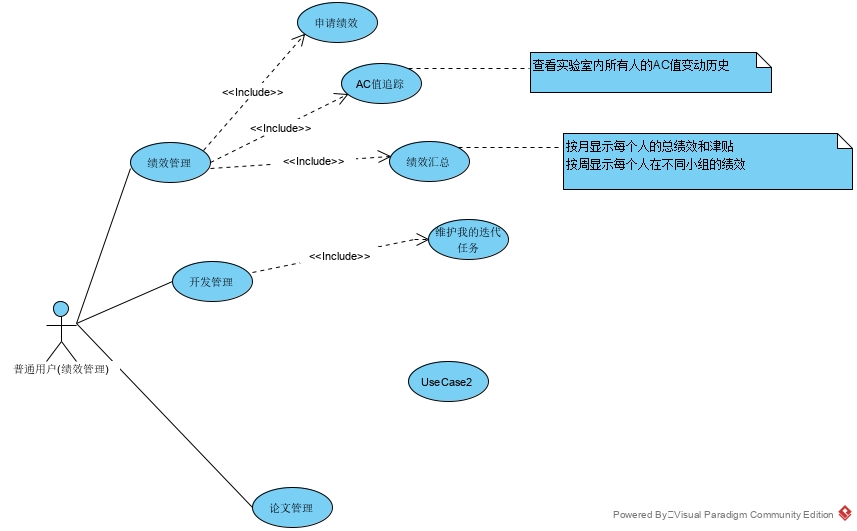 申请绩效
<<Include>>
AC值追踪
查看实验室内所有人的AC值变动历史
<<Include>>
绩效管理
<<Include>>
绩效汇总
按月显示每个人的总绩效和津贴
按周显示每个人在不同小组的绩效
维护我的迭代
任务
<<Include>>
开发管理
普通用户(绩效管理)
UseCase2
论文管理
Powered By Visual Paradigm Community Edition